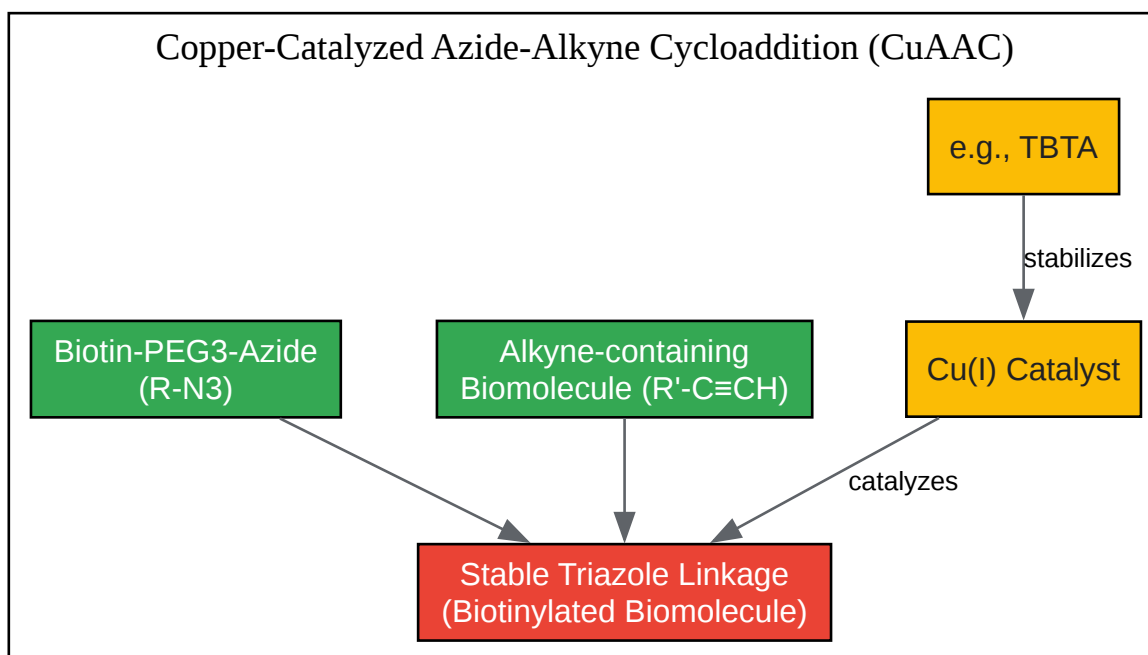 Copper-Catalyzed Azide-Alkyne Cycloaddition (CuAAC)
e.g., TBTA
stabilizes
Biotin-PEG3-Azide
(R-N3)
Alkyne-containing
Biomolecule (R'-C≡CH)
Cu(I) Catalyst
catalyzes
Stable Triazole Linkage
(Biotinylated Biomolecule)